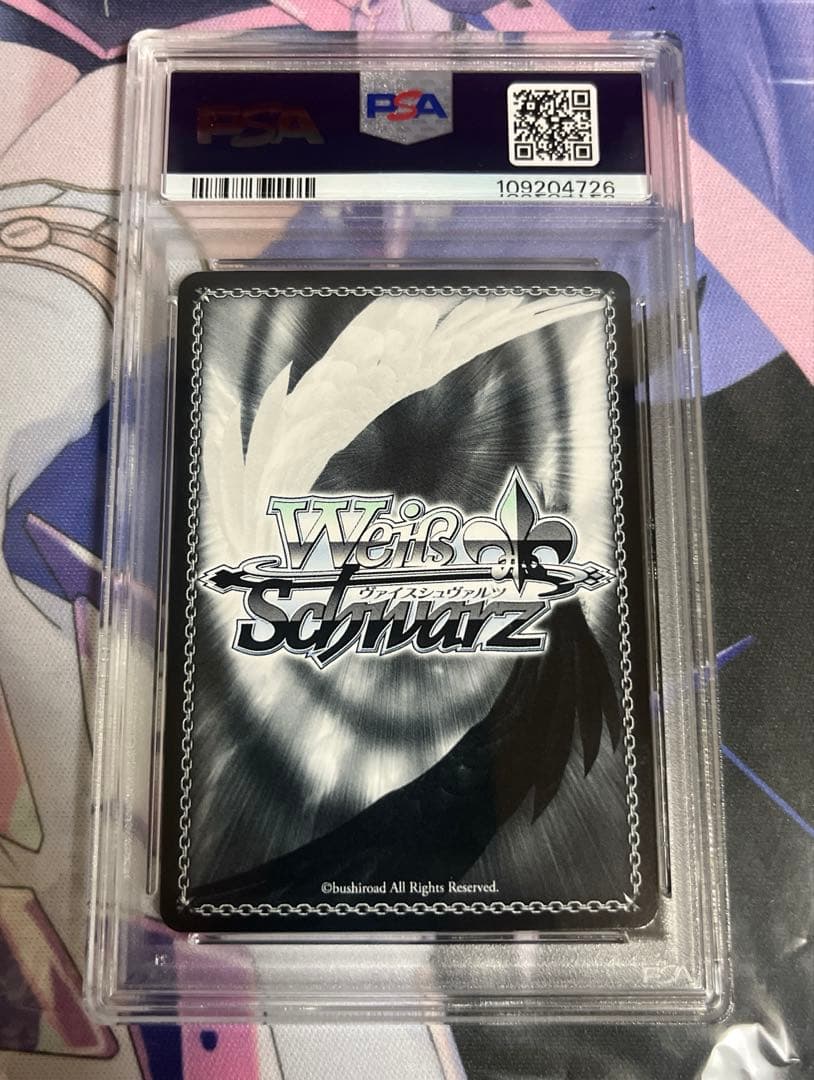 PSA
PSA
109204726
Weiß
ヴァイスシュヴァルツ
Schwarz
©bushiroad All Rights Reserved.
PSA